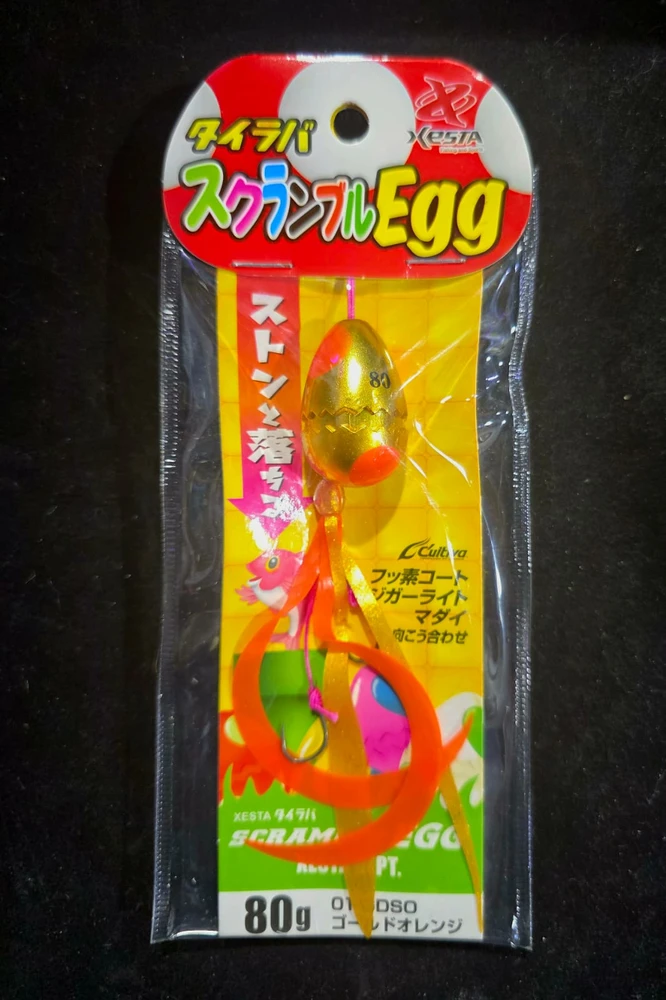 XESTA
タイラバ
スクランブルEgg
ストンと落ちて
80
Cultiva
フッ素コート
ジガーライト
マダイ
向こう合わせ
XESTA タイラバ
80g
ゴールドオレンジ